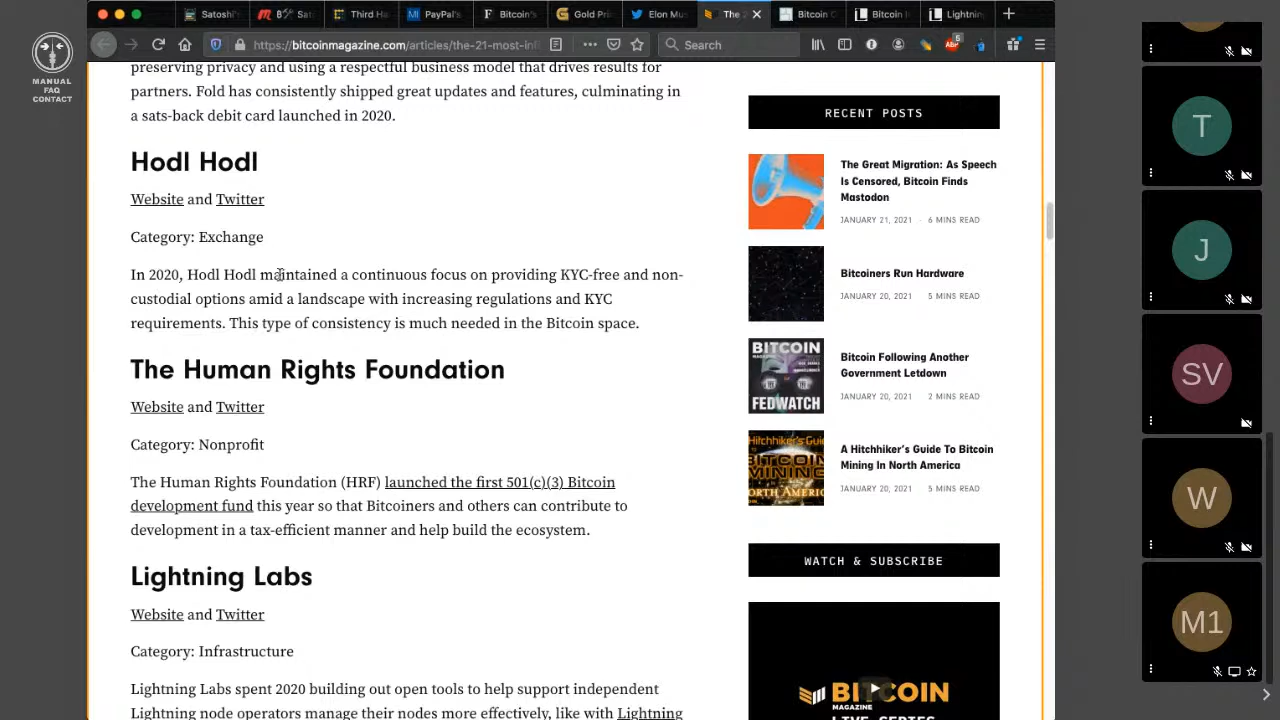 MANUAL
FAQ
CONTACT
Satoshi's
Sat
Third Ha
PayPal's
Bitcoin's
Gold Pri
Elon Mus
The 2
Bitcoin O
Bitcoin I
Lightnin
https://bitcoinmagazine.com/articles/the-21-most-infl
Search
ABP
5
preserving privacy and using a respectful business model that drives results for
partners. Fold has consistently shipped great updates and features, culminating in
a sats-back debit card launched in 2020.
Hodl Hodl
Website and Twitter
Category: Exchange
In 2020, Hodl Hodl maintained a continuous focus on providing KYC-free and non-
custodial options amid a landscape with increasing regulations and KYC
requirements. This type of consistency is much needed in the Bitcoin space.
The Human Rights Foundation
Website and Twitter
Category: Nonprofit
The Human Rights Foundation (HRF) launched the first 501(c)(3) Bitcoin
development fund this year so that Bitcoiners and others can contribute to
development in a tax-efficient manner and help build the ecosystem.
Lightning Labs
Website and Twitter
Category: Infrastructure
Lightning Labs spent 2020 building out open tools to help support independent
Lightning node operators manage their nodes more effectively, like with Lightning
RECENT POSTS
The Great Migration: As Speech
Is Censored, Bitcoin Finds
Mastodon
JANUARY 21, 2021 · 6 MINS READ
Bitcoiners Run Hardware
JANUARY 20, 2021 5 MINS READ
BITCOIN
MAGAZINE
FEDWATCH
Bitcoin Following Another
Government Letdown
JANUARY 20, 2021 2 MINS READ
Hitchhiker's Guide
To
BITCOIN
MINING
NORTH AMERICA
A Hitchhiker's Guide To Bitcoin
Mining In North America
JANUARY 20, 2021 5 MINS READ
WATCH & SUBSCRIBE
BITCOIN
MAGAZINE
LIVE SERIES
T
J
SV
W
M1